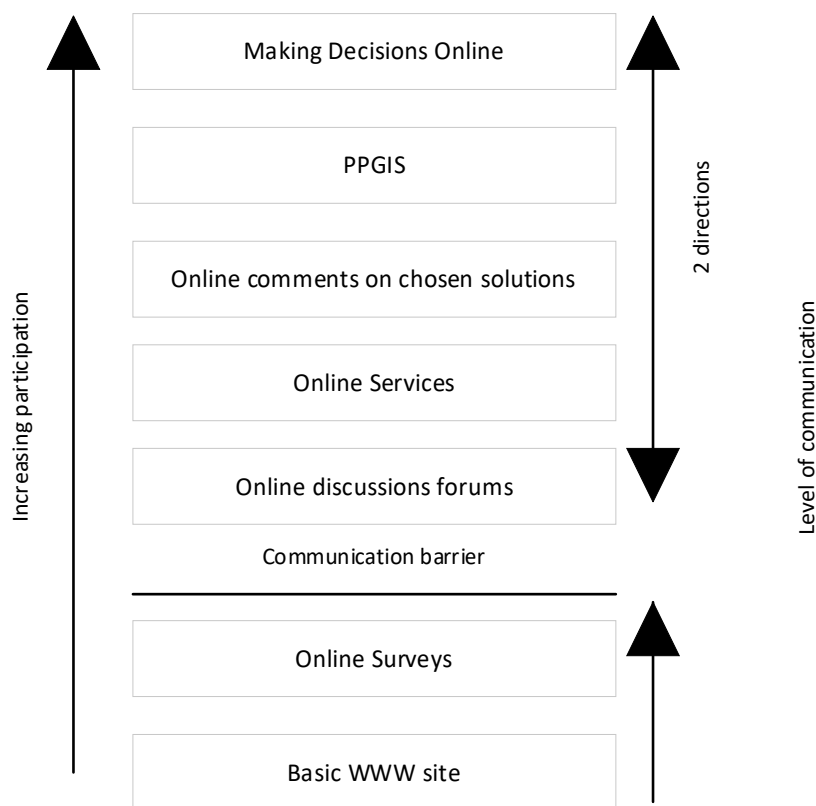 Making Decisions Online
PPGIS
2 directions
Online comments on chosen solutions
Increasing participation
Level of communication
Online Services
Online discussions forums
Communication barrier
Online Surveys
Basic WWW site